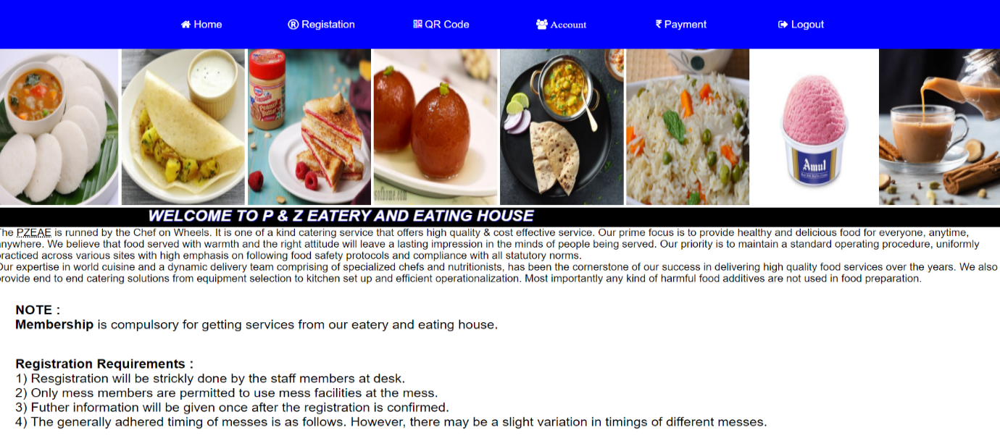 Home
Registation
QR Code
Account
Payment
Logout
Peanut Butter
sofhome.com
Amul
WELCOME TO P & Z EATERY AND EATING HOUSE
he PZEAE is runned by the Chef on Wheels. It is one of a kind catering service that offers high quality & cost effective service. Our prime focus is to provide healthy and delicious food for everyone, anytime,
nywhere. We believe that food served with warmth and the right attitude will leave a lasting impression in the minds of people being served. Our priority is to maintain a standard operating procedure, uniformly
racticed across various sites with high emphasis on following food safety protocols and compliance with all statutory norms.
Our expertise in world cuisine and a dynamic delivery team comprising of specialized chefs and nutritionists, has been the cornerstone of our success in delivering high quality food services over the years. We also
rovide end to end catering solutions from equipment selection to kitchen set up and efficient operationalization. Most importantly any kind of harmful food additives are not used in food preparation.
NOTE :
Membership is compulsory for getting services from our eatery and eating house.
Registration Requirements :
1) Resgistration will be strickly done by the staff members at desk.
2) Only mess members are permitted to use mess facilities at the mess.
3) Futher information will be given once after the registration is confirmed.
4) The generally adhered timing of messes is as follows. However, there may be a slight variation in timings of different messes.